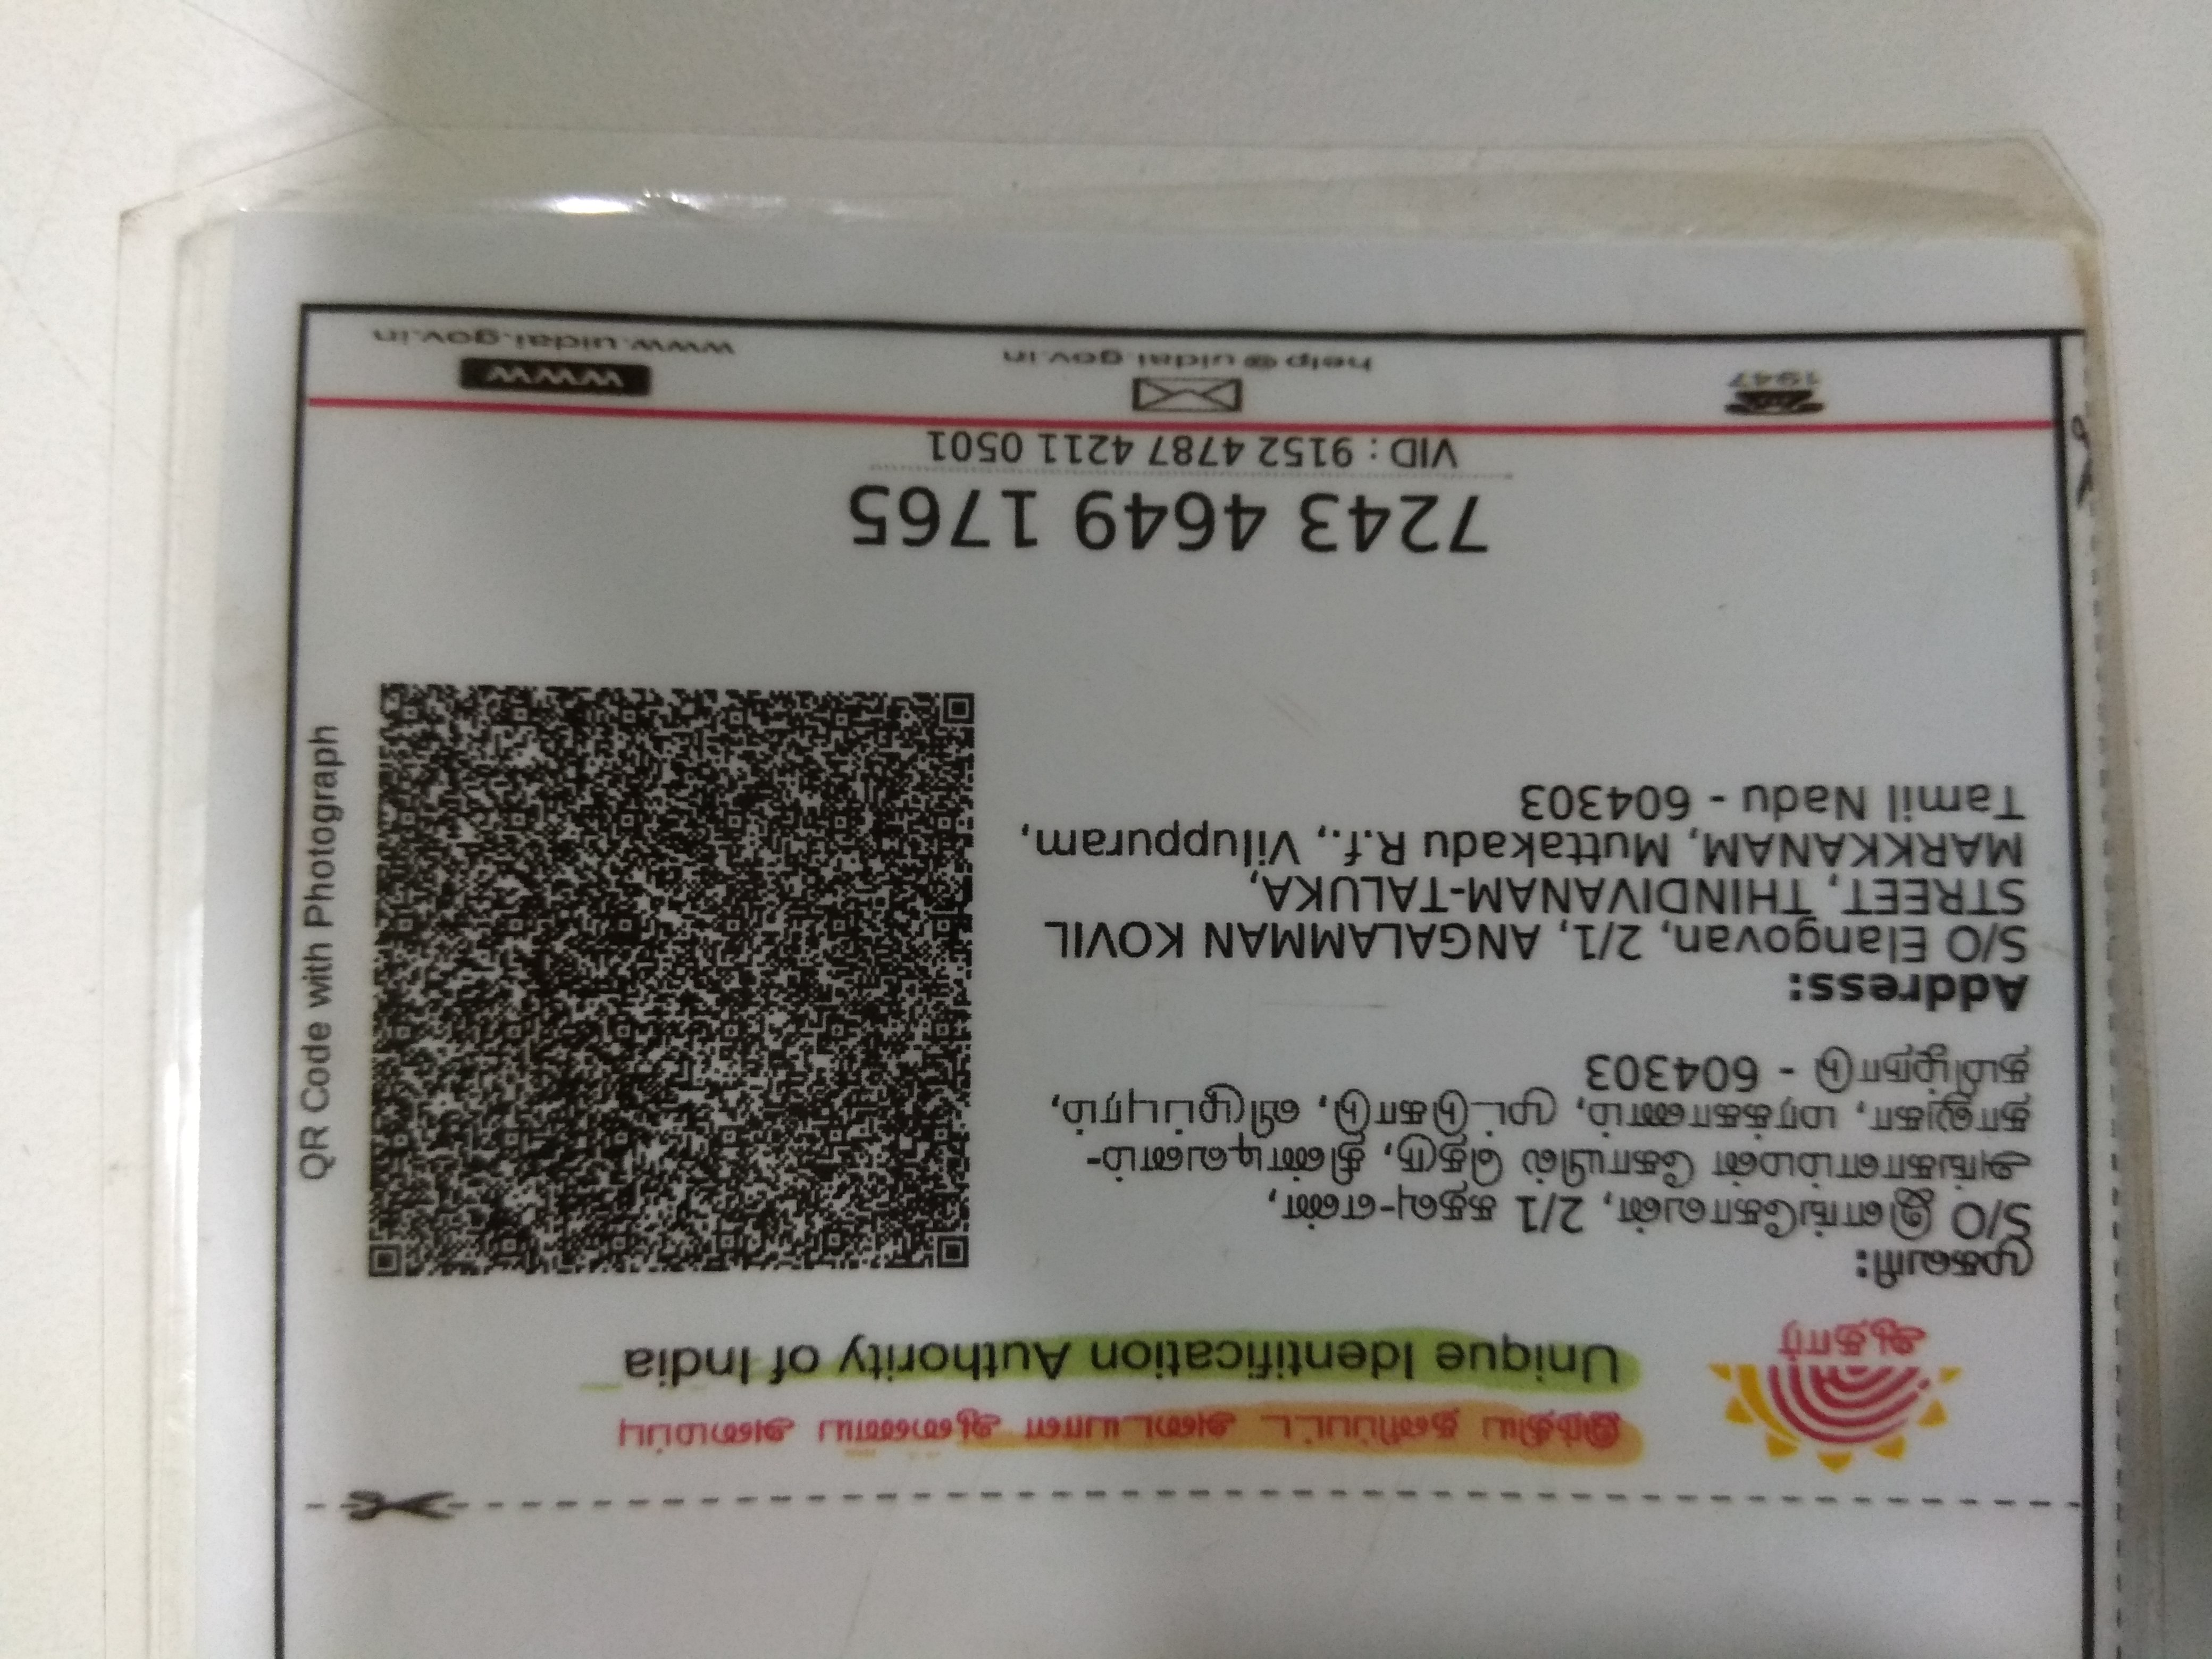 இந்திய தனிப்பட்ட அடையாள ஆணைய அமைப்பு
Unique Identification Authority of India
ஆதார்
முகவரி:
S/O இளங்கோவன், 2/1 கதவு-எண்,
அங்காளம்மன் கோயில் தெரு, திண்டிவனம்-
தாலுகா, மரக்காணம், முட்டுகாடு, விழுப்புரம்,
தமிழ்நாடு - 604303
Address:
S/O Elangovan, 2/1, ANGALAMMAN KOVIL
STREET, THINDIVANAM-TALUKA,
MARKKANAM, Muttakadu R.f., Viluppuram,
Tamil Nadu - 604303
QR Code with Photograph
7243 4649 1765
VID : 9152 4787 4211 0501
1947
help@uidai.gov.in
www
www.uidai.gov.in